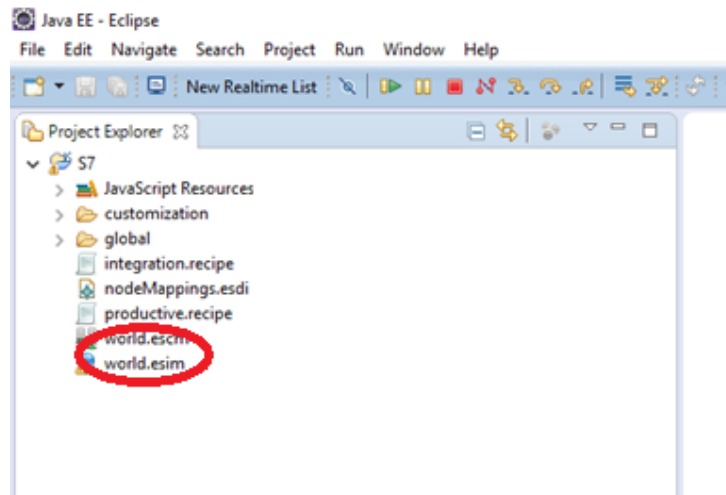 Java EE - Eclipse
File Edit Navigate Search Project Run Window Help
New Realtime List
Project Explorer
S7
JavaScript Resources
customization
global
integration.recipe
nodeMappings.esdi
productive.recipe
world.escm
world.esim